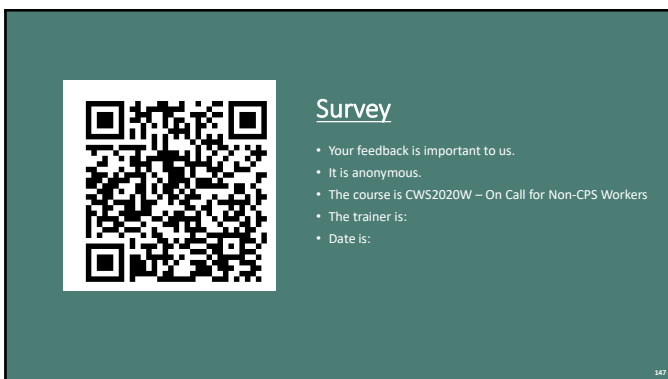 Survey
• Your feedback is important to us.
• It is anonymous.
• The course is CWS2020W – On Call for Non-CPS Workers
• The trainer is:
• Date is:
147